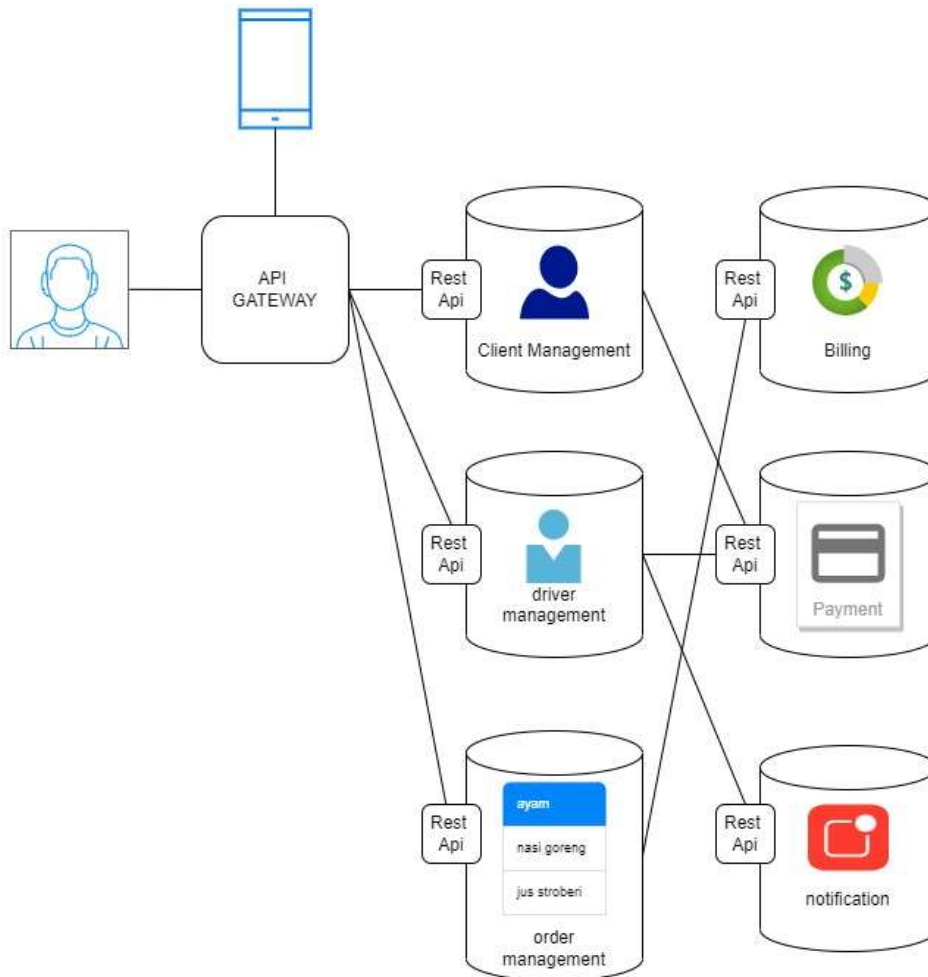 API
GATEWAY
Rest
Api
Client Management
Rest
Api
Billing
Rest
Api
driver
management
Rest
Api
Payment
Rest
Api
ayam
nasi goreng
jus stroberi
order
management
Rest
Api
notification